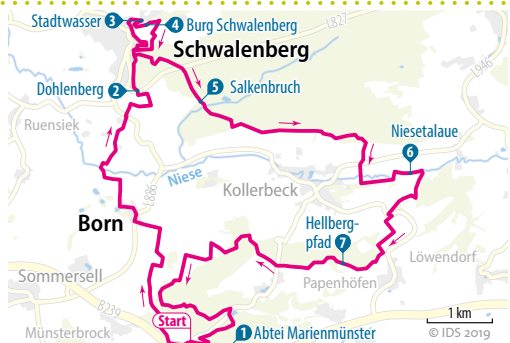 Stadtwasser 3
4 Burg Schwalenberg
Schwalenberg
L827
L946
Dohlenberg 2
5 Salkenbruch
Ruensiek
Niesetalaue
6
Niese
L886
Kollerbeck
Born
Hellberg-
pfad 7
Löwendorf
Sommersell
Papenhöfen
B239
Start
1 km
Münsterbrock
1 Abtei Marienmünster
© IDS 2019